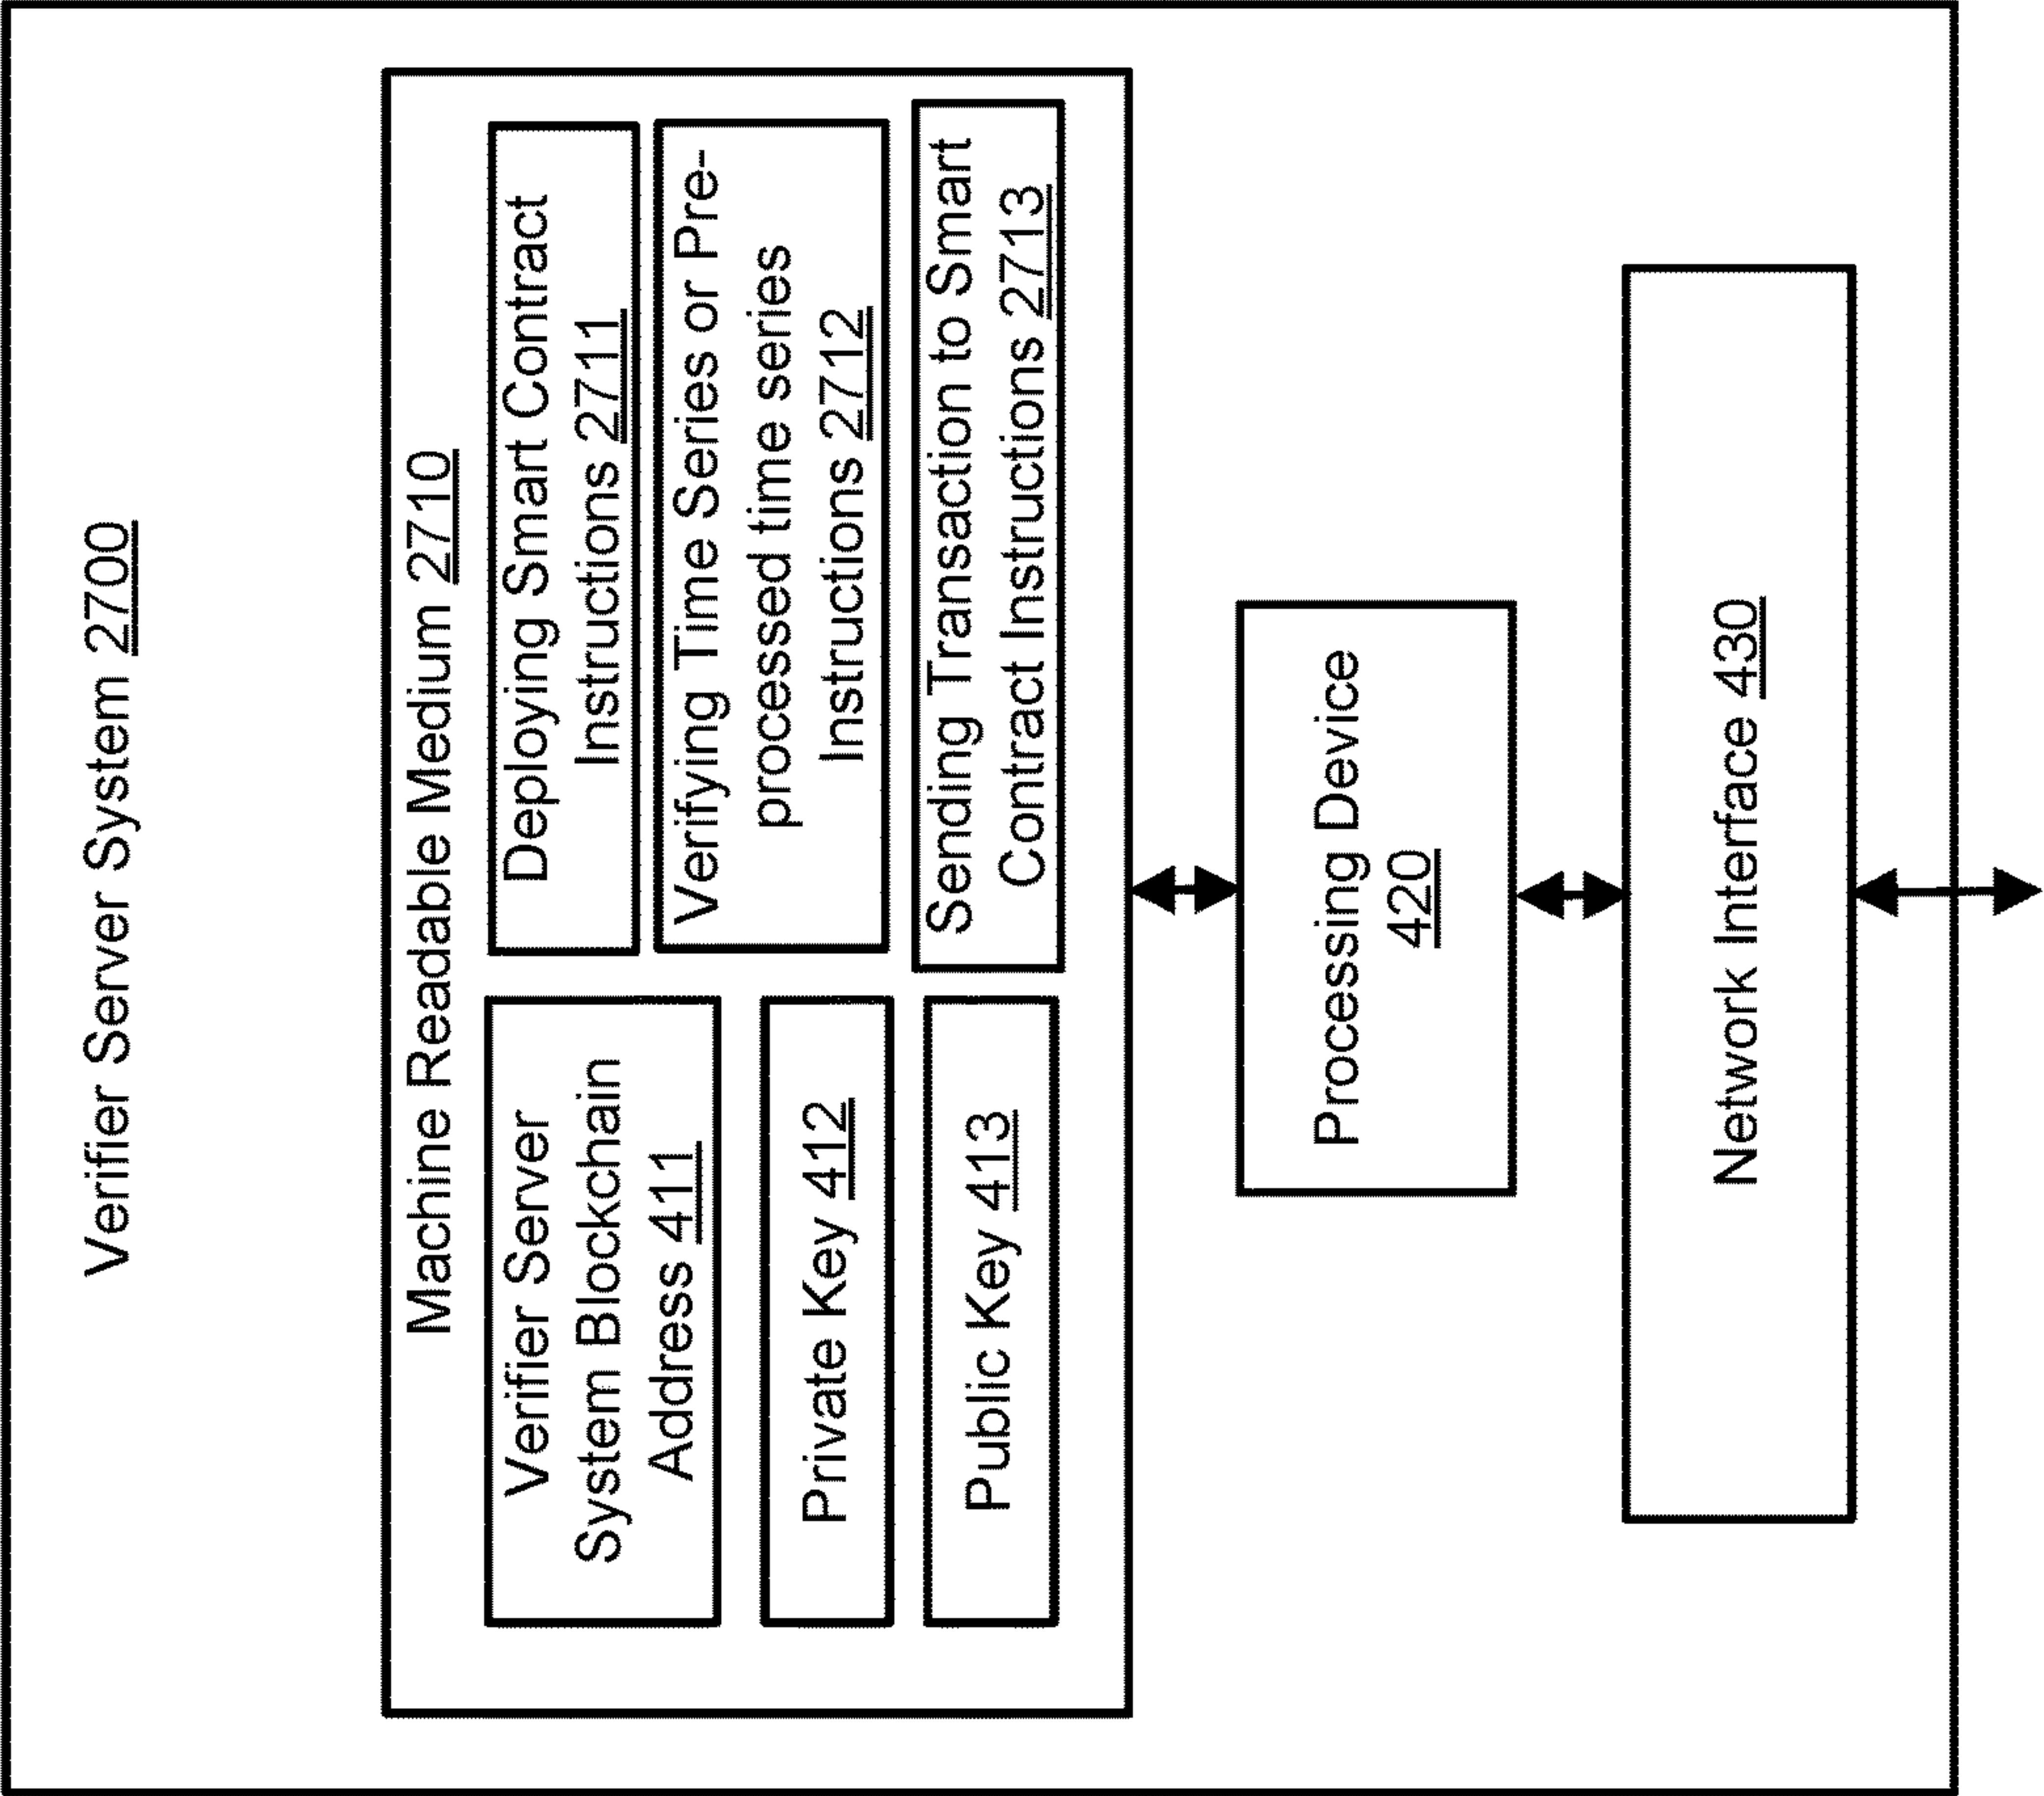 Verifier Server System 2700
Machine Readable Medium 2710
Verifier Server
System Blockchain
Address 411
Private Key 412
Public Key 413
Deploying Smart Contract
Instructions 2711
Verifying Time Series or Pre-
processed time series
Instructions 2712
Sending Transaction to Smart
Contract Instructions 2713
Processing Device
420
Network Interface 430